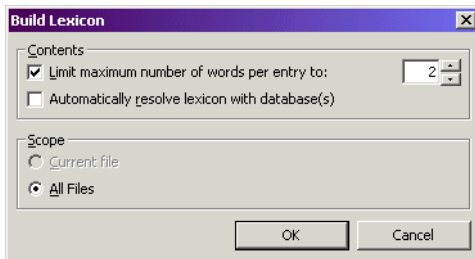 Build Lexicon
Contents
Limit maximum number of words per entry to: 2
Automatically resolve lexicon with database(s)
Scope
Current file
All Files
OK Cancel